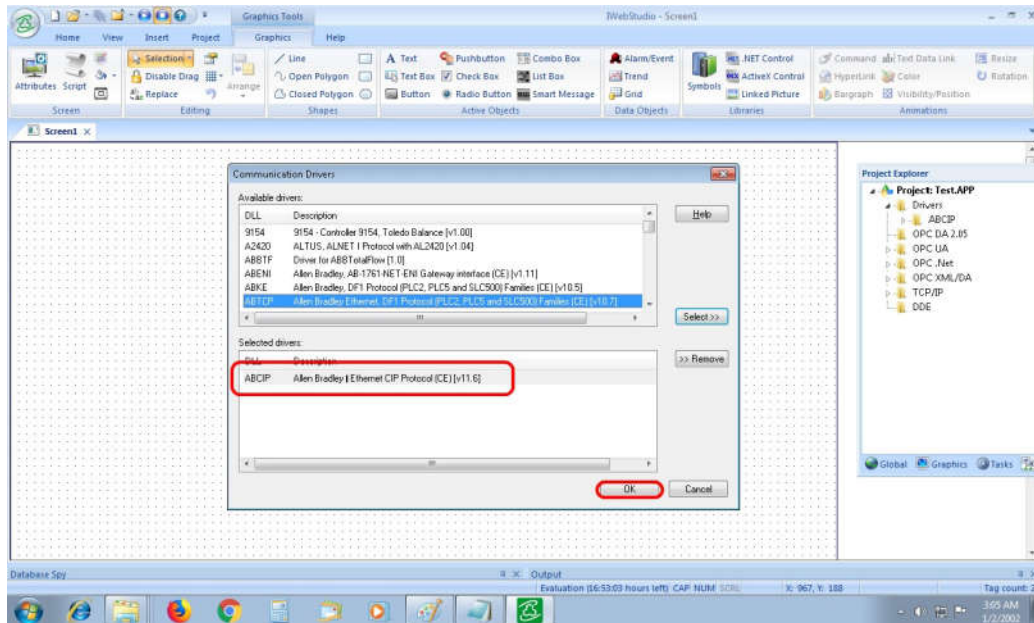 Graphics Tools
IWebStudio - Screen1
Home View Insert Project Graphics Help
Attributes Script
Selection
Disable Drag
Replace
Arrange
Line
Open Polygon
Closed Polygon
A Text Pushbutton Combo Box
Text Box Check Box List Box
Button Radio Button Smart Message
Alarm/Event
Trend
Grid
Symbols
.NET Control
ActiveX Control
Linked Picture
Command Text Data Link Resize
HyperLink Color Rotation
Bargraph Visibility/Position
Screen Editing Shapes Active Objects Data Objects Libraries Animations
Screen1
Communication Drivers
Available drivers:
DLL Description
9154 9154 - Controller 9154, Toledo Balance [v1.00]
A2420 ALTUS, ALNET I Protocol with AL2420 [v1.04]
ABBTF Driver for ABBTotalFlow [1.0]
ABENI Allen Bradley, AB-1761-NET-ENI Gateway interface (CE) [v1.11]
ABKE Allen Bradley, DF1 Protocol (PLC2, PLC5 and SLC500) Families (CE) [v10.5]
ABTCP Allen Bradley Ethernet, DF1 Protocol (PLC2, PLC5 and SLC500) Families (CE) [v10.7]
Help
Select >>
Selected drivers:
DLL Description
ABCIP Allen Bradley Ethernet CIP Protocol (CE) [v11.6]
>> Remove
OK Cancel
Project Explorer
Project: Test.APP
Drivers
ABCIP
OPC DA 2.05
OPC UA
OPC .Net
OPC XML/DA
TCP/IP
DDE
Global Graphics Tasks
Database Spy Output
Evaluation (16:53:03 hours left) CAP NUM SCRL X: 967, Y: 188 Tag count: 2
3:05 AM
1/2/2002